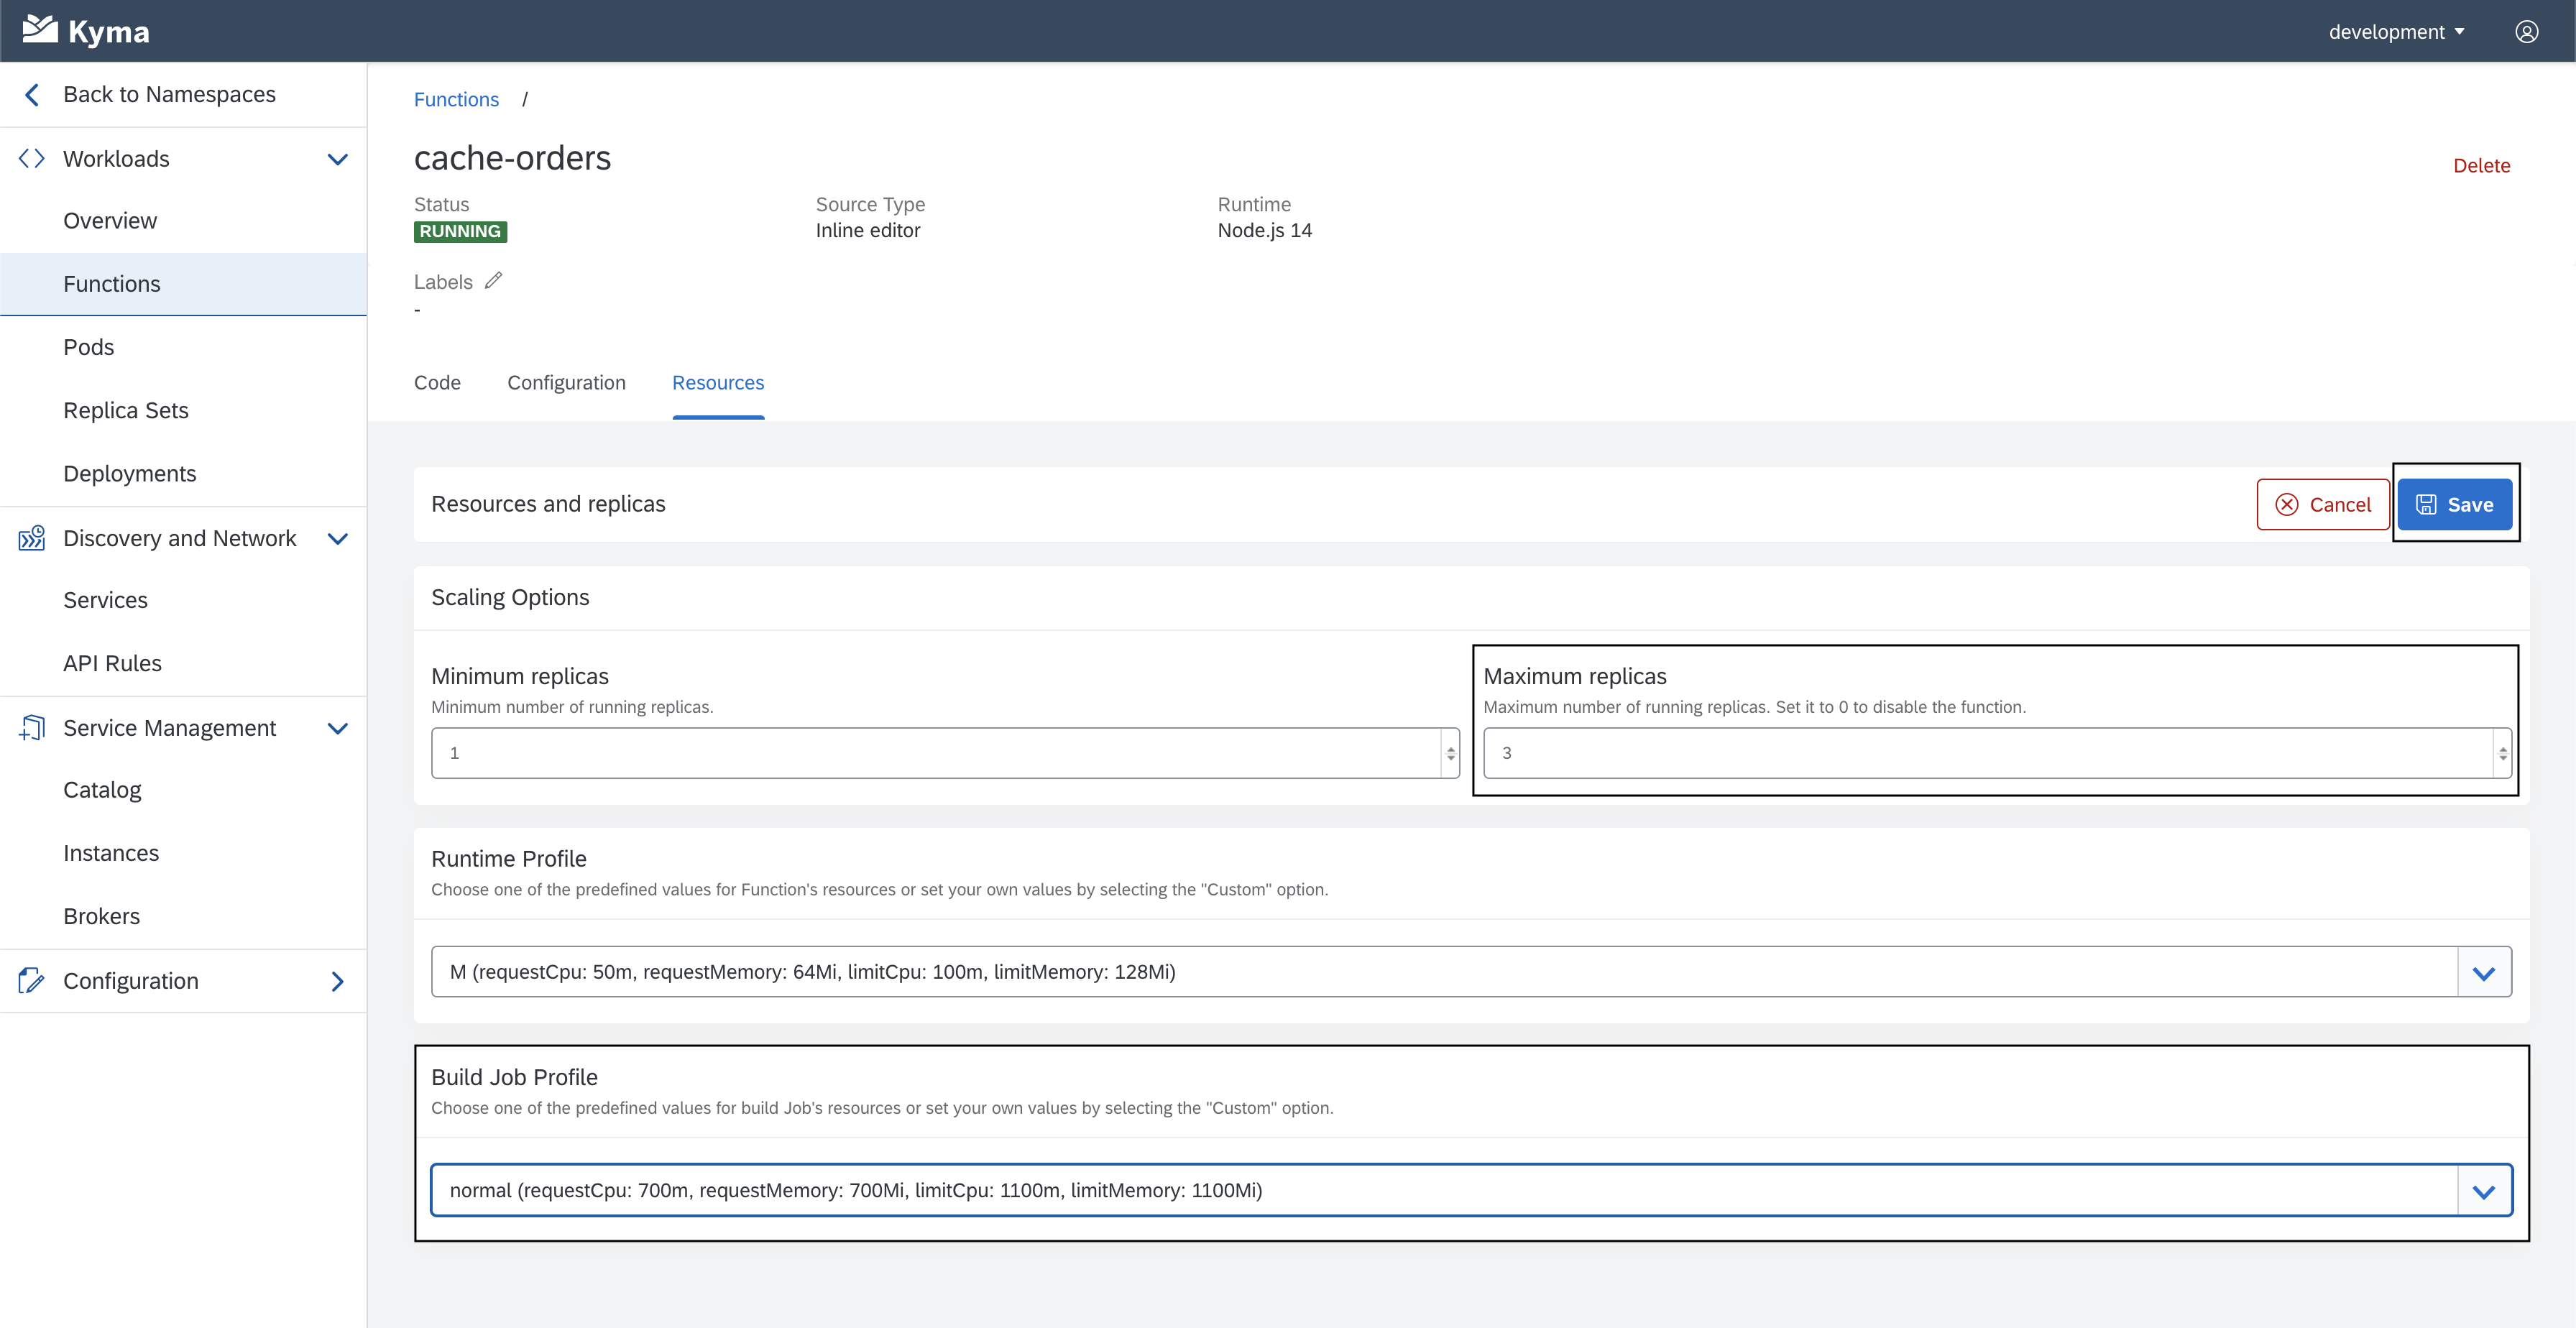 Kyma
development
Back to Namespaces
Workloads
Overview
Functions
Pods
Replica Sets
Deployments
Discovery and Network
Services
API Rules
Service Management
Catalog
Instances
Brokers
Configuration
Functions /
cache-orders
Delete
Status
RUNNING
Source Type
Inline editor
Runtime
Node.js 14
Labels
-
Code Configuration Resources
Resources and replicas
Cancel
Save
Scaling Options
Minimum replicas
Minimum number of running replicas.
1
Maximum replicas
Maximum number of running replicas. Set it to 0 to disable the function.
3
Runtime Profile
Choose one of the predefined values for Function's resources or set your own values by selecting the "Custom" option.
M (requestCpu: 50m, requestMemory: 64Mi, limitCpu: 100m, limitMemory: 128Mi)
Build Job Profile
Choose one of the predefined values for build Job's resources or set your own values by selecting the "Custom" option.
normal (requestCpu: 700m, requestMemory: 700Mi, limitCpu: 1100m, limitMemory: 1100Mi)